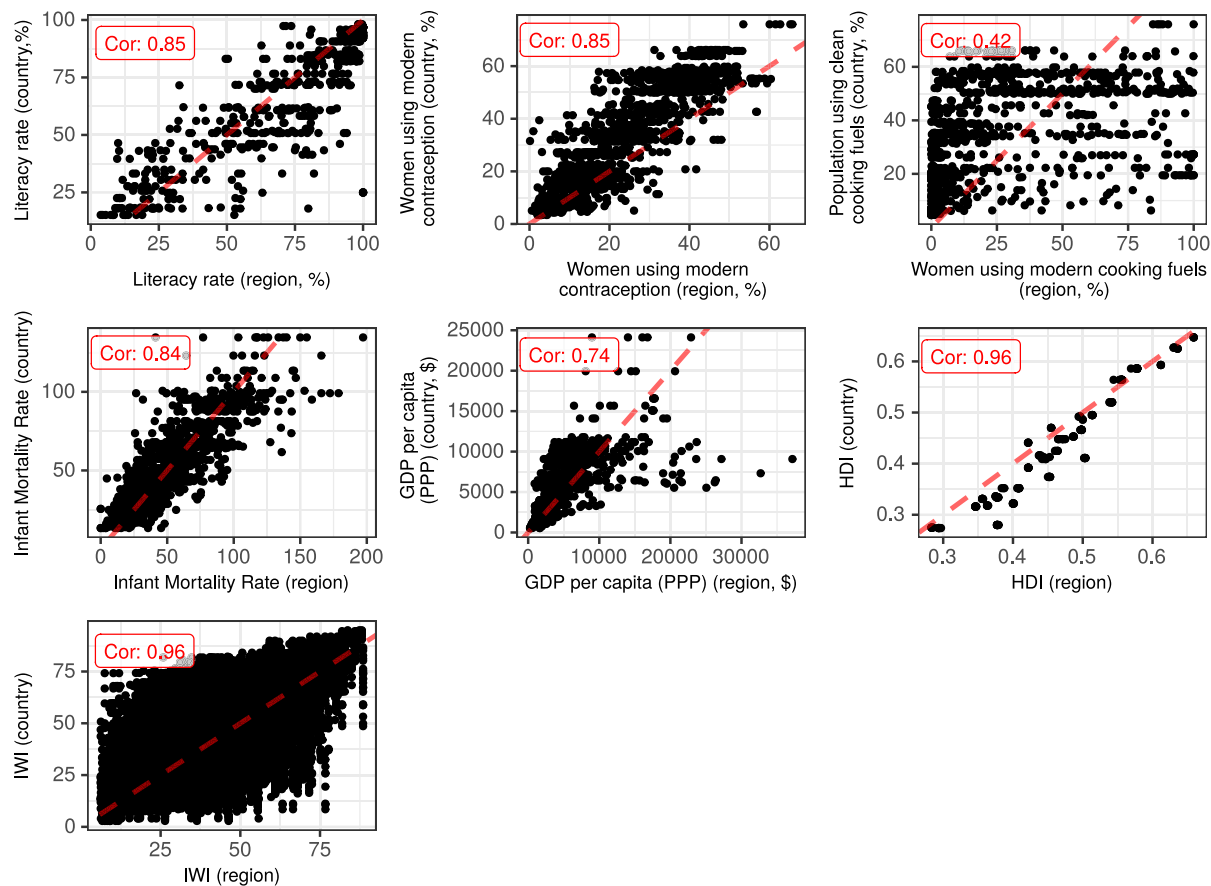 Literacy rate (country,%)
100
75
50
25
Cor: 0.85
0
25
50
75
100
Literacy rate (region, %)
Women using modern
contraception (country, %)
60
40
20
0
Cor: 0.85
0
20
40
60
Women using modern
contraception (region, %)
Population using clean
cooking fuels (country, %)
60
40
20
Cor: 0.42
0
25
50
75
100
Women using modern cooking fuels
(region, %)
Infant Mortality Rate (country)
100
50
Cor: 0.84
0
50
100
150
200
Infant Mortality Rate (region)
GDP per capita
(PPP) (country, $)
25000
20000
15000
10000
5000
0
Cor: 0.74
0
10000
20000
30000
GDP per capita (PPP) (region, $)
HDI (country)
0.6
0.5
0.4
0.3
Cor: 0.96
0.3
0.4
0.5
0.6
HDI (region)
IWI (country)
75
50
25
0
Cor: 0.96
25
50
75
IWI (region)